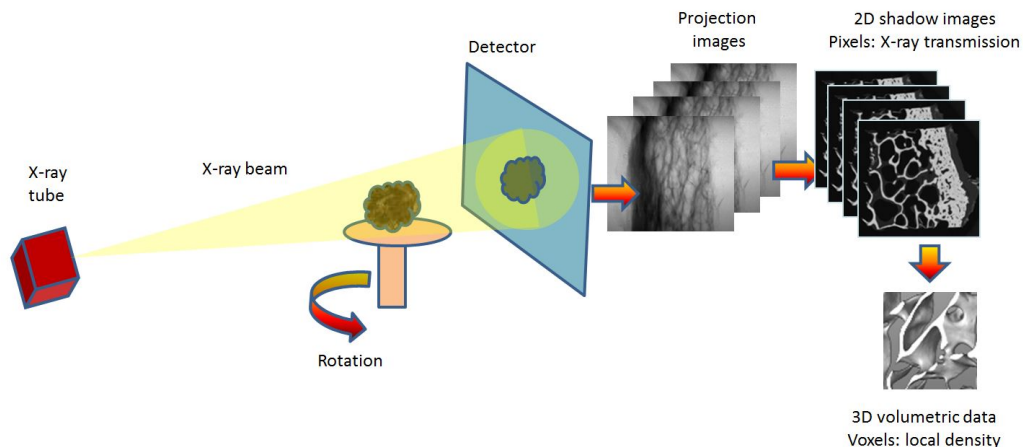 X-ray
tube
X-ray beam
Rotation
Detector
Projection
images
2D shadow images
Pixels: X-ray transmission
3D volumetric data
Voxels: local density